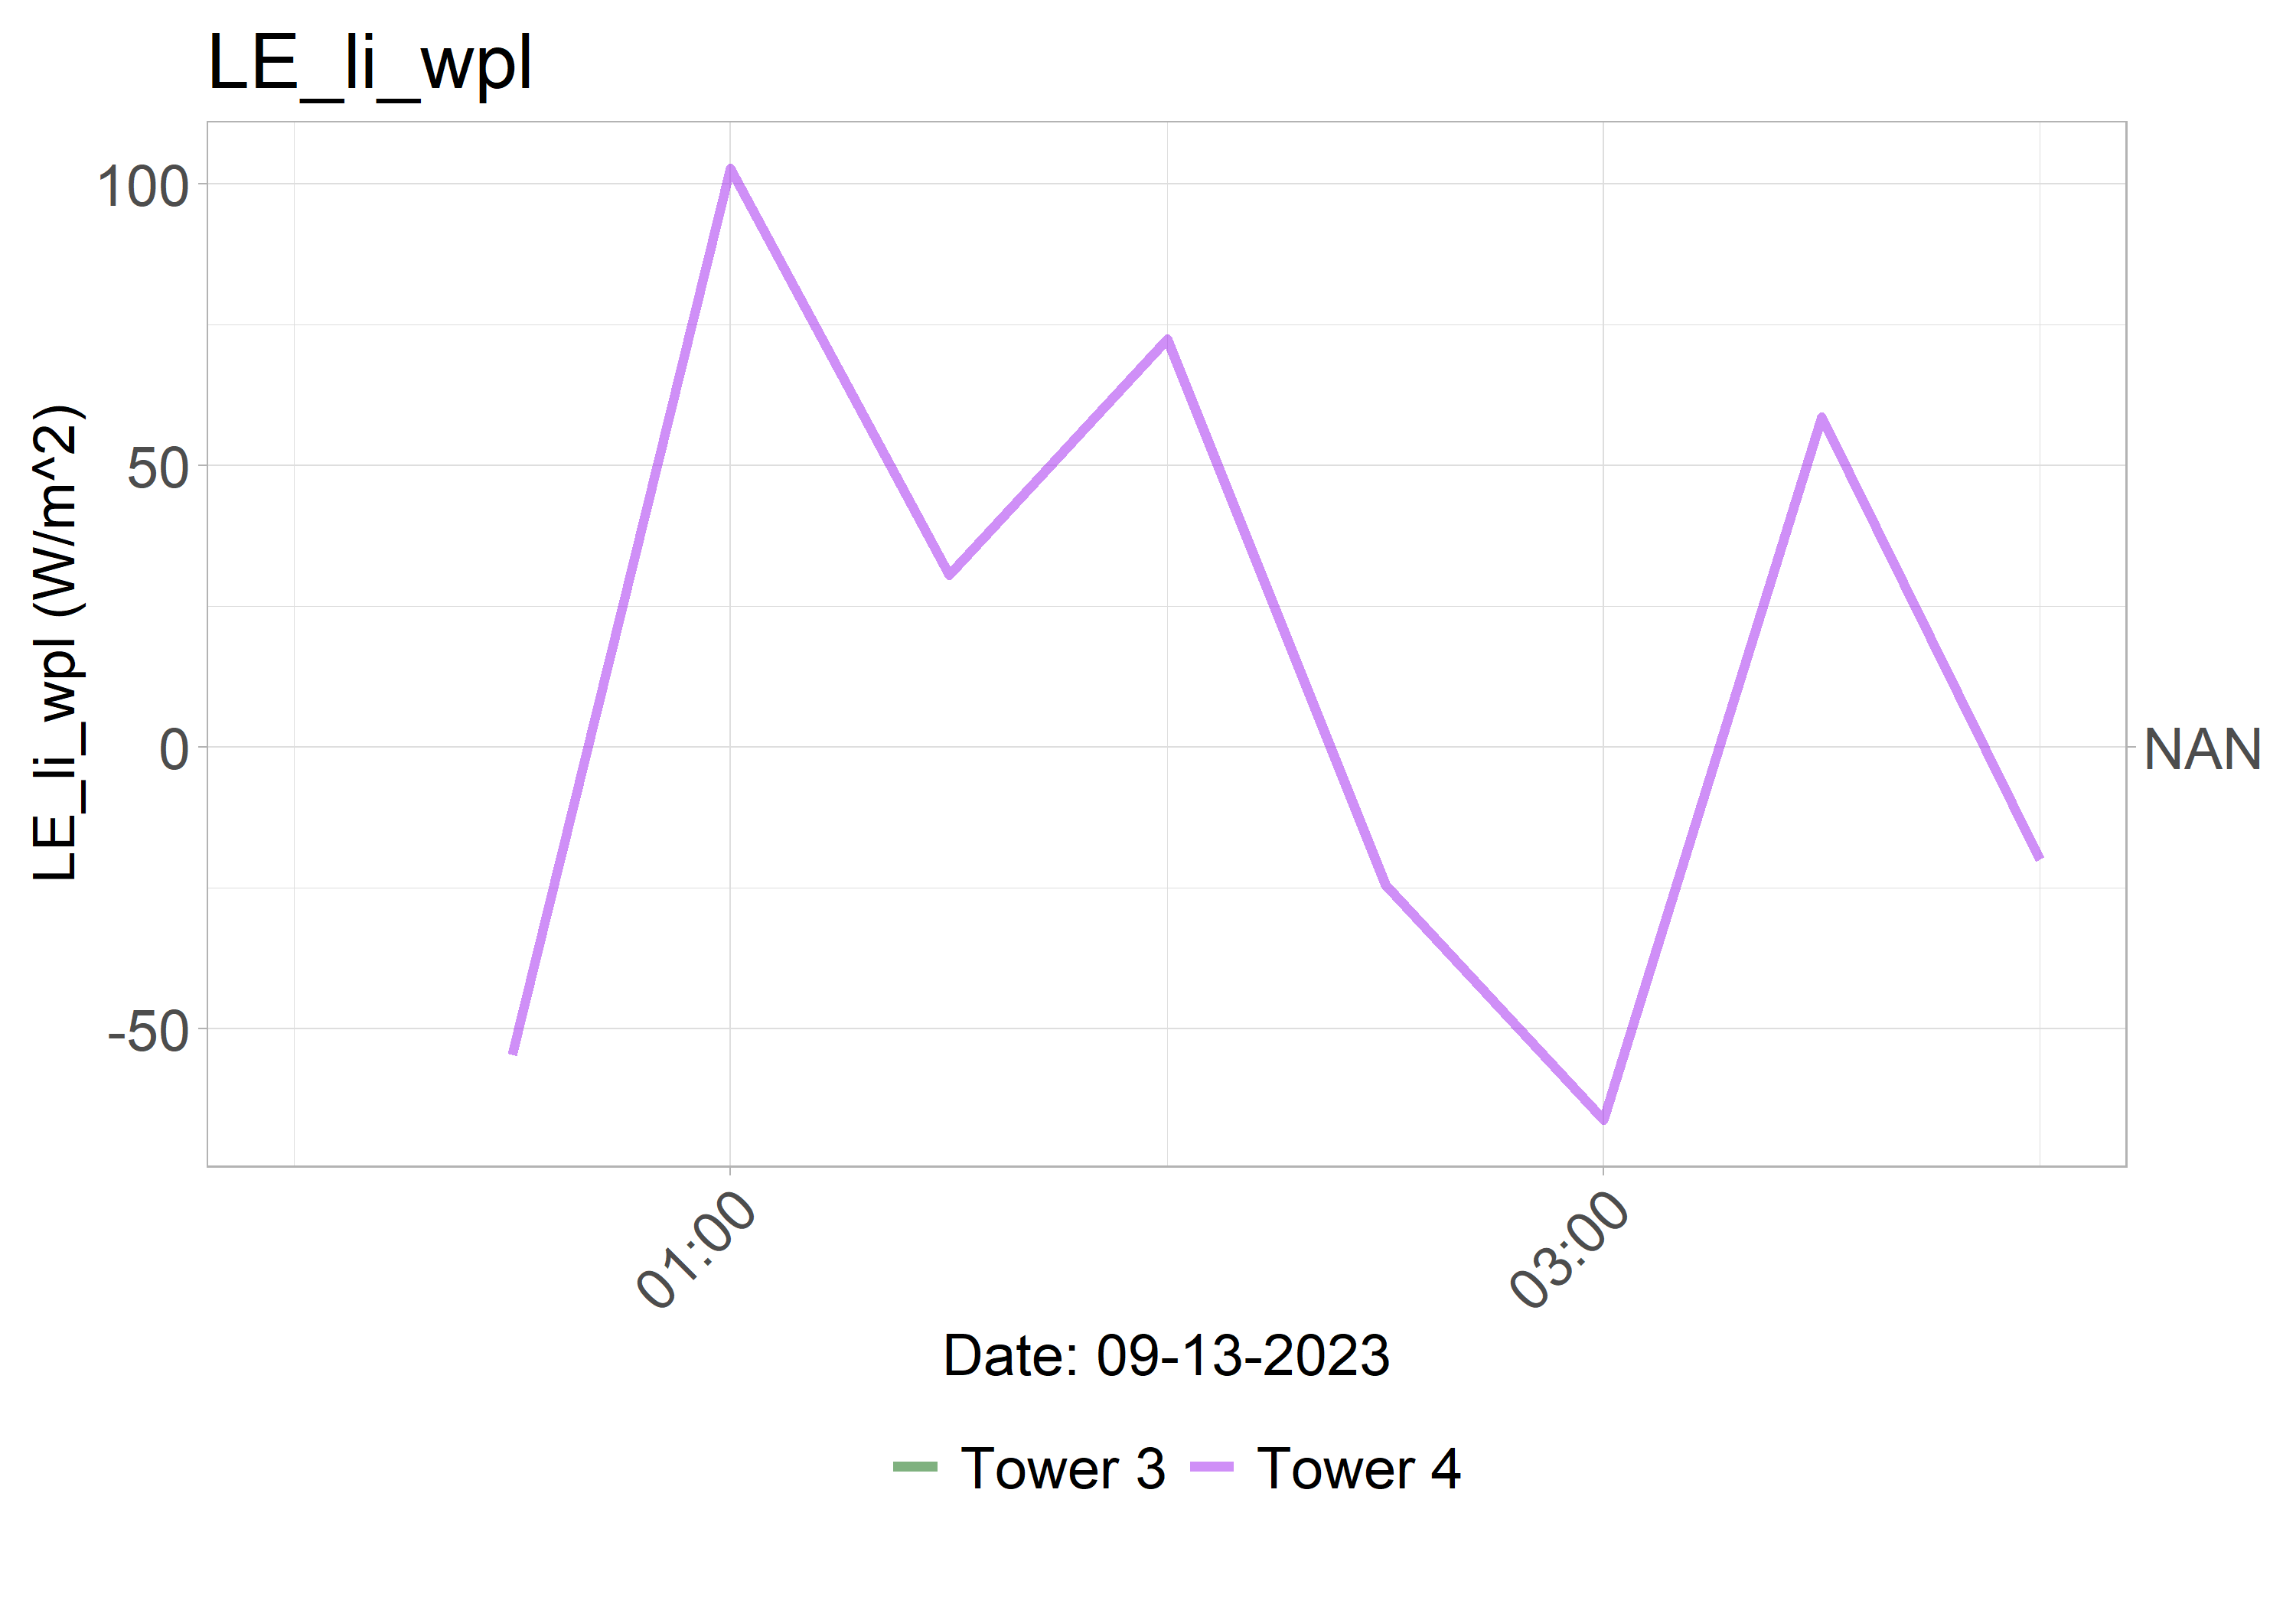 LE_li_wpl
LE_li_wpl (W/m^2)
100
50
0
-50
NAN
01:00
03:00
Date: 09-13-2023
Tower 3 Tower 4